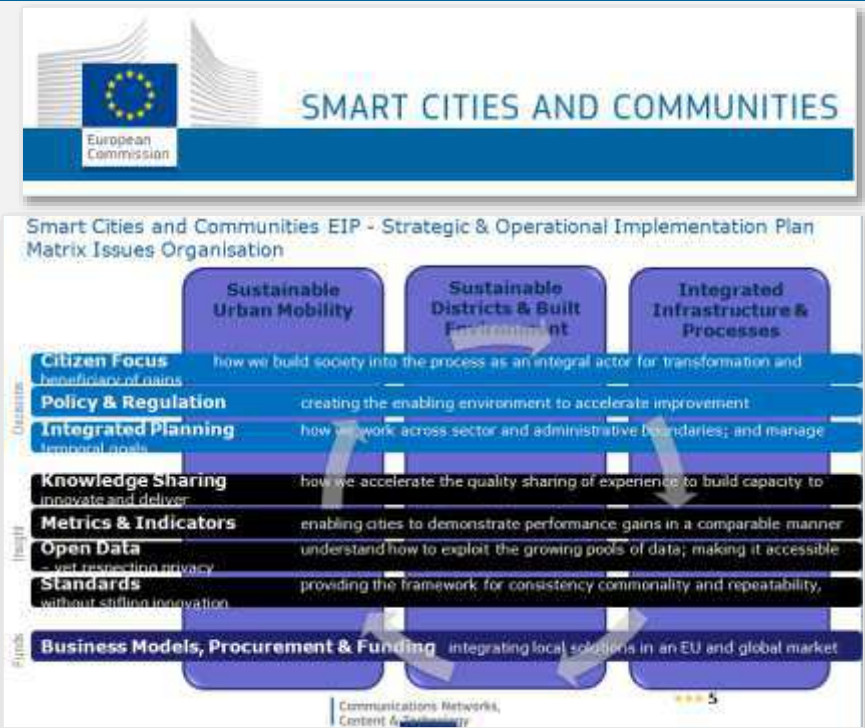 European
Commission
SMART CITIES AND COMMUNITIES
Smart Cities and Communities EIP - Strategic & Operational Implementation Plan
Matrix Issues Organisation
Sustainable
Urban Mobility
Sustainable
Districts & Built
Environment
Integrated
Infrastructure &
Processes
Decisions
Citizen Focus how we build society into the process as an integral actor for transformation and
beneficiary of gains
Policy & Regulation creating the enabling environment to accelerate improvement
Integrated Planning how we work across sector and administrative boundaries; and manage
temporal goals
Insight
Knowledge Sharing how we accelerate the quality sharing of experience to build capacity to
innovate and deliver
Metrics & Indicators enabling cities to demonstrate performance gains in a comparable manner
Open Data understand how to exploit the growing pools of data; making it accessible
– yet respecting privacy
Standards providing the framework for consistency commonality and repeatability,
without stifling innovation
Funds
Business Models, Procurement & Funding integrating local solutions in an EU and global market
5
Communications Networks,
Content & Technology